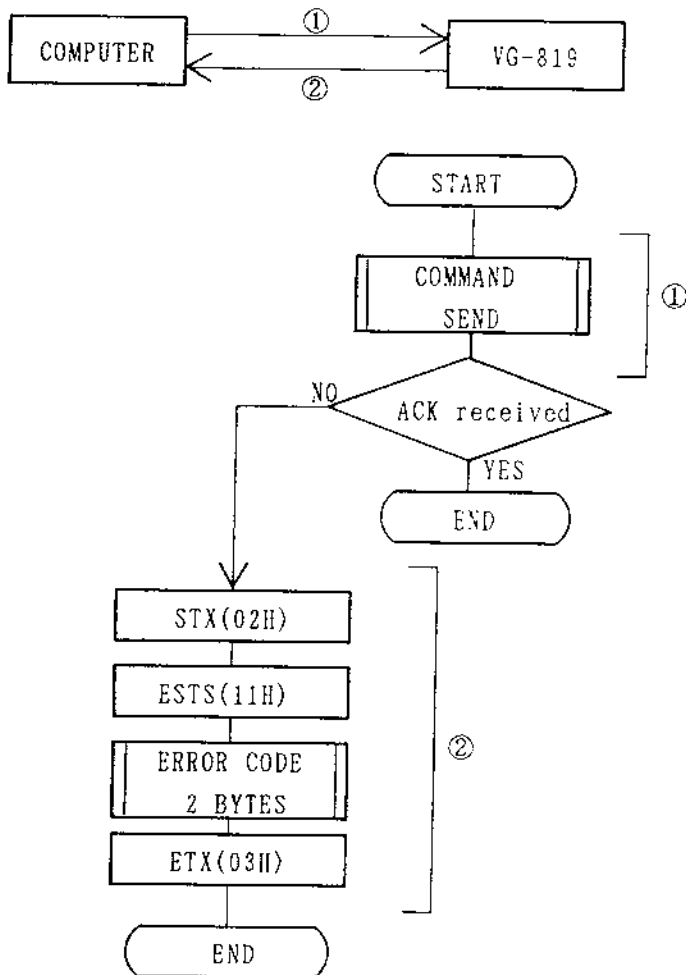 ①
COMPUTER
VG-819
②
START
COMMAND
SEND
①
NO
ACK received
YES
END
STX(02H)
ESTS(11H)
ERROR CODE
2 BYTES
②
ETX(03H)
END